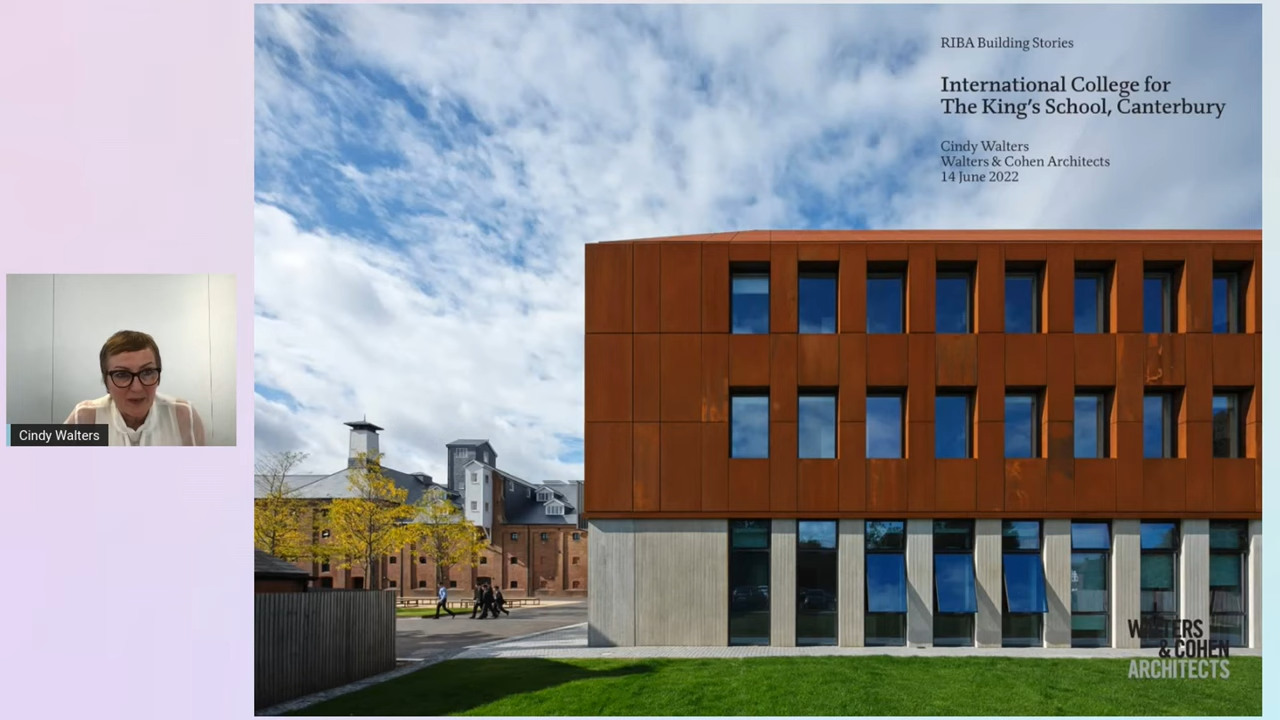 RIBA Building Stories
International College for
The King's School, Canterbury
Cindy Walters
Walters & Cohen Architects
14 June 2022
Cindy Walters
WALTERS
& COHEN
ARCHITECTS